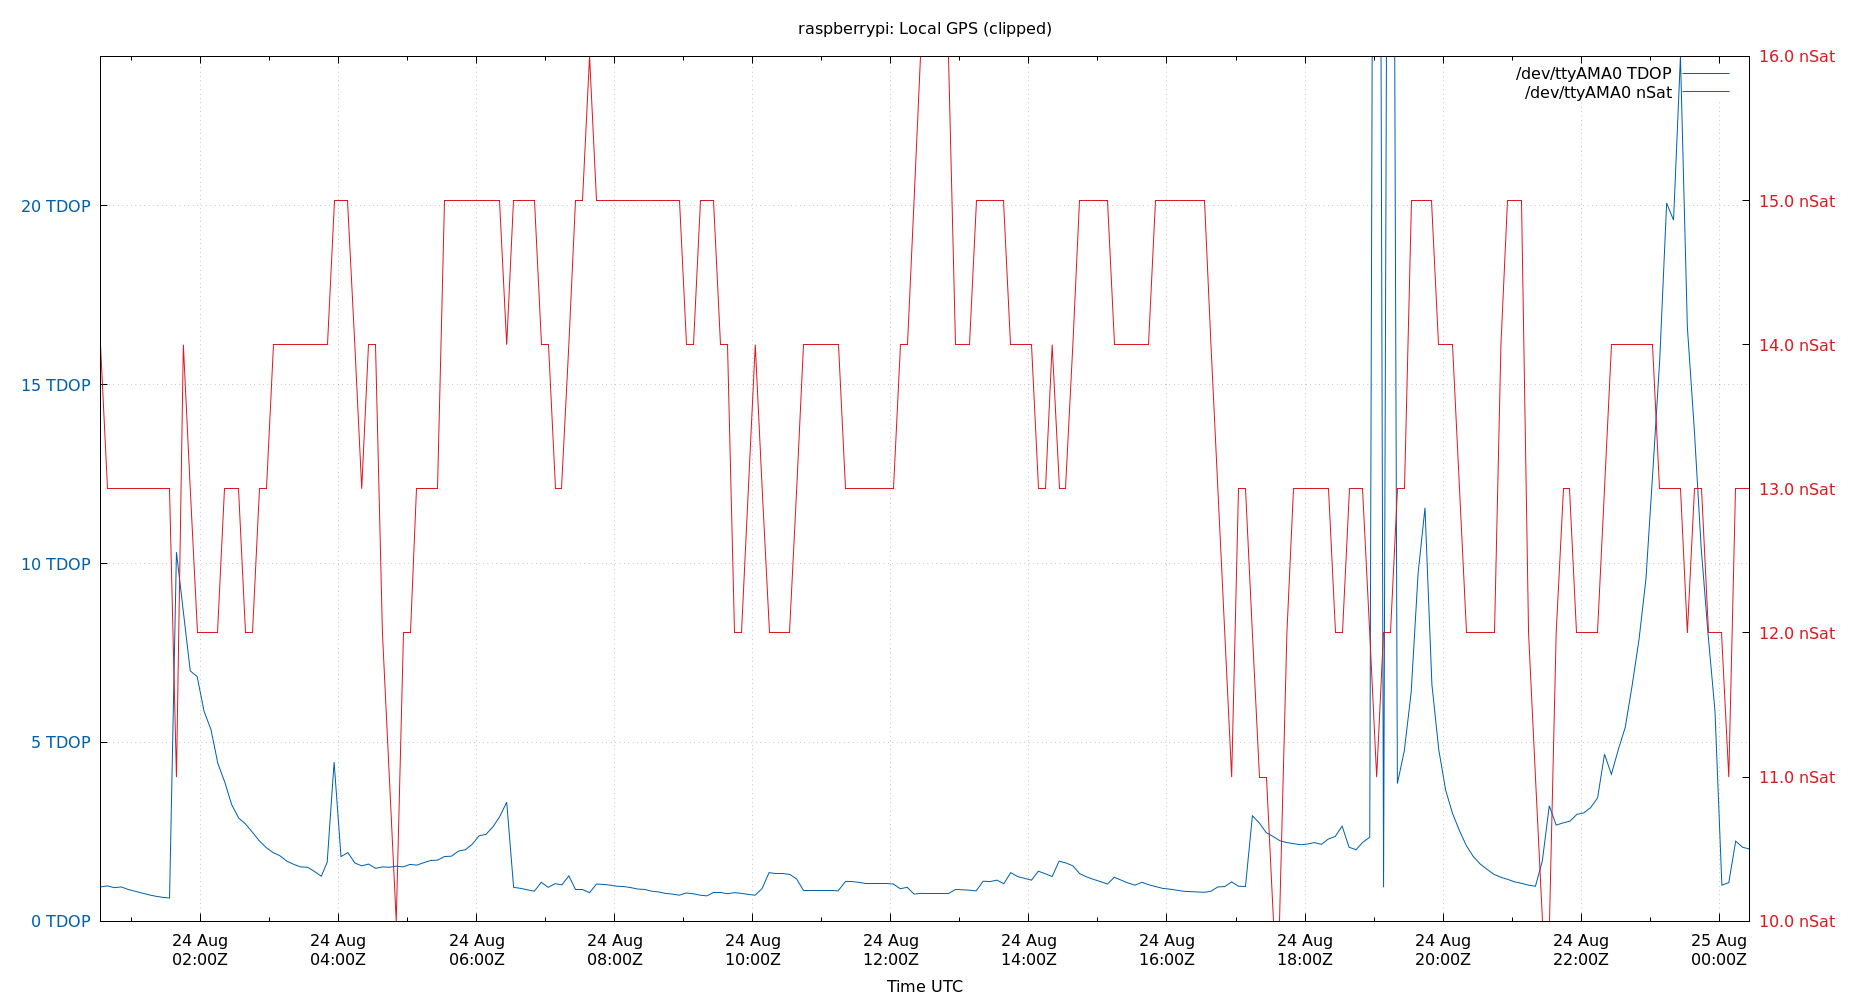 raspberrypi: Local GPS (clipped)
16.0 nSat
/dev/ttyAMA0 TDOP
/dev/ttyAMA0 nSat
20 TDOP
15.0 nSat
14.0 nSat
15 TDOP
13.0 nSat
10 TDOP
12.0 nSat
5 TDOP
11.0 nSat
0 TDOP
10.0 nSat
24 Aug 24 Aug 24 Aug 24 Aug 24 Aug 24 Aug 24 Aug 24 Aug 24 Aug 24 Aug 24 Aug 25 Aug
02:00Z 04:00Z 06:00Z 08:00Z 10:00Z 12:00Z 14:00Z 16:00Z 18:00Z 20:00Z 22:00Z 00:00Z
Time UTC